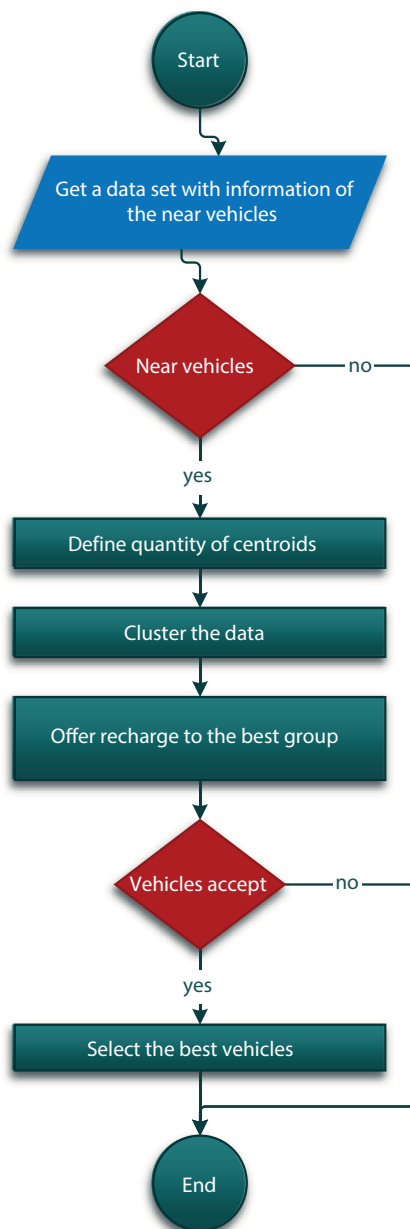 Start
Get a data set with information of
the near vehicles
Near vehicles
no
yes
Define quantity of centroids
Cluster the data
Offer recharge to the best group
Vehicles accept
no
yes
Select the best vehicles
End